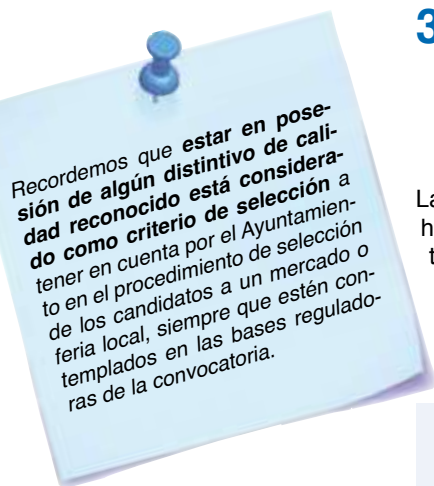 Recordemos que estar en pose-
sión de algún distintivo de cali-
dad reconocido está considera-
do como criterio de selección a
tener en cuenta por el Ayuntamien-
to en el procedimiento de selección
de los candidatos a un mercado o
feria local, siempre que estén con-
templados en las bases regulado-
ras de la convocatoria.
3
La
h
t